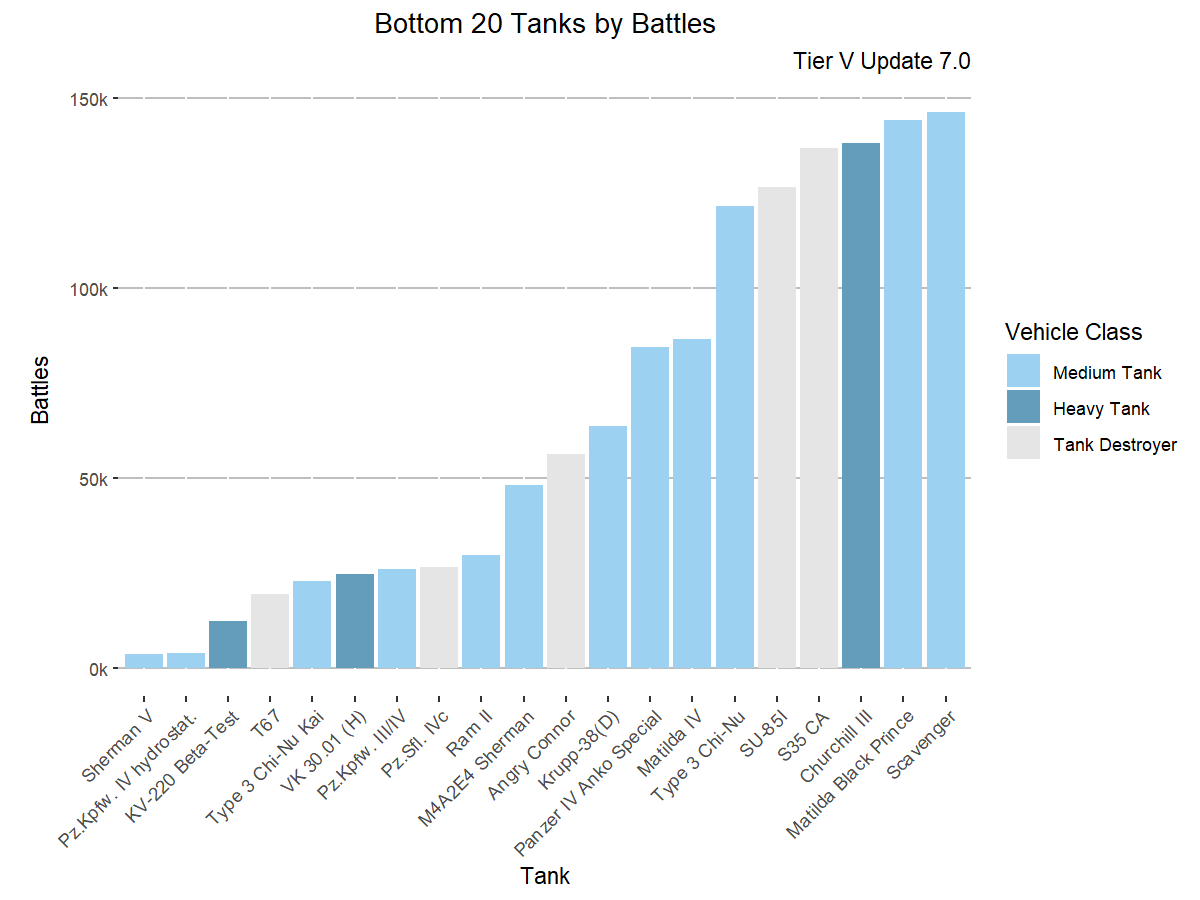 Bottom 20 Tanks by Battles
Tier V Update 7.0
150k
100k
50k
0k
Battles
Sherman V
Pz.Kpfw. IV hydrostat.
KV-220 Beta-Test
T67
Type 3 Chi-Nu Kai
VK 30.01 (H)
Pz.Kpfw. III/IV
Pz.Sfl. IVc
Ram II
M4A2E4 Sherman
Angry Connor
Krupp-38(D)
Panzer IV Anko Special
Matilda IV
Type 3 Chi-Nu
SU-85I
S35 CA
Churchill III
Matilda Black Prince
Scavenger
Tank
Vehicle Class
Medium Tank
Heavy Tank
Tank Destroyer